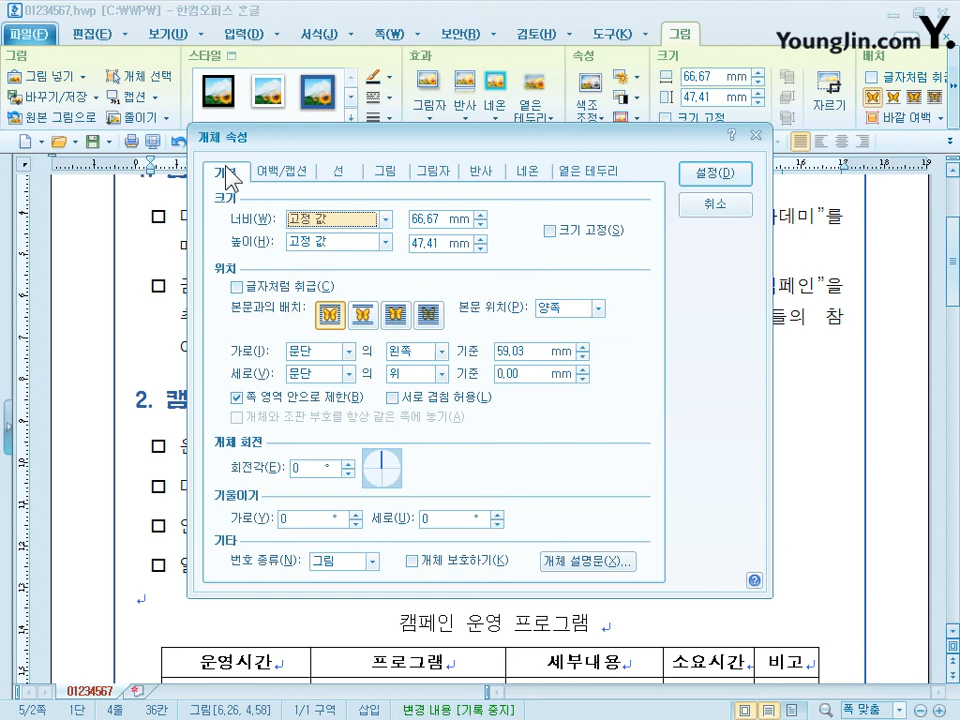 01234567.hwp [C:₩WP₩] - 한컴오피스 흔글
파일(F) 편집(E) 보기(U) 입력(D) 서식(J) 쪽(W) 보안(R) 검토(H) 도구(K) 그림
YoungJin.com Y.
그림 스타일 효과 속성 크기 배치
그림 넣기 개체 선택
바꾸기/저장 캡션
원본 그림으로 줄이기
그림자 반사 네온 옅은 테두리
색조 조정
66,67 mm
47,41 mm
크기 고정
자르기
글자처럼 취급
바깥 여백
개체 속성
기본 여백/캡션 선 그림 그림자 반사 네온 옅은 테두리
설정(D)
취소
크기
너비(W): 고정 값 66,67 mm
크기 고정(S)
높이(H): 고정 값 47,41 mm
위치
글자처럼 취급(C)
본문과의 배치: 본문 위치(P): 양쪽
가로(I): 문단 의 왼쪽 기준 59,03 mm
세로(V): 문단 의 위 기준 0,00 mm
쪽 영역 안으로 제한(B) 서로 겹침 허용(L)
개체와 조판 부호를 항상 같은 쪽에 놓기(A)
개체 회전
회전각(E): 0 °
기울이기
가로(Y): 0 ° 세로(U): 0 °
기타
번호 종류(N): 그림 개체 보호하기(K) 개체 설명문(X)...
데미”를
페인”을
들의 참
2. 캠
캠페인 운영 프로그램
운영시간 프로그램 세부내용 소요시간 비고
01234567
5/2쪽 1단 4줄 36칸 그림[6,26, 4,58] 1/1 구역 삽입 변경 내용 [기록 중지] 폭 맞춤